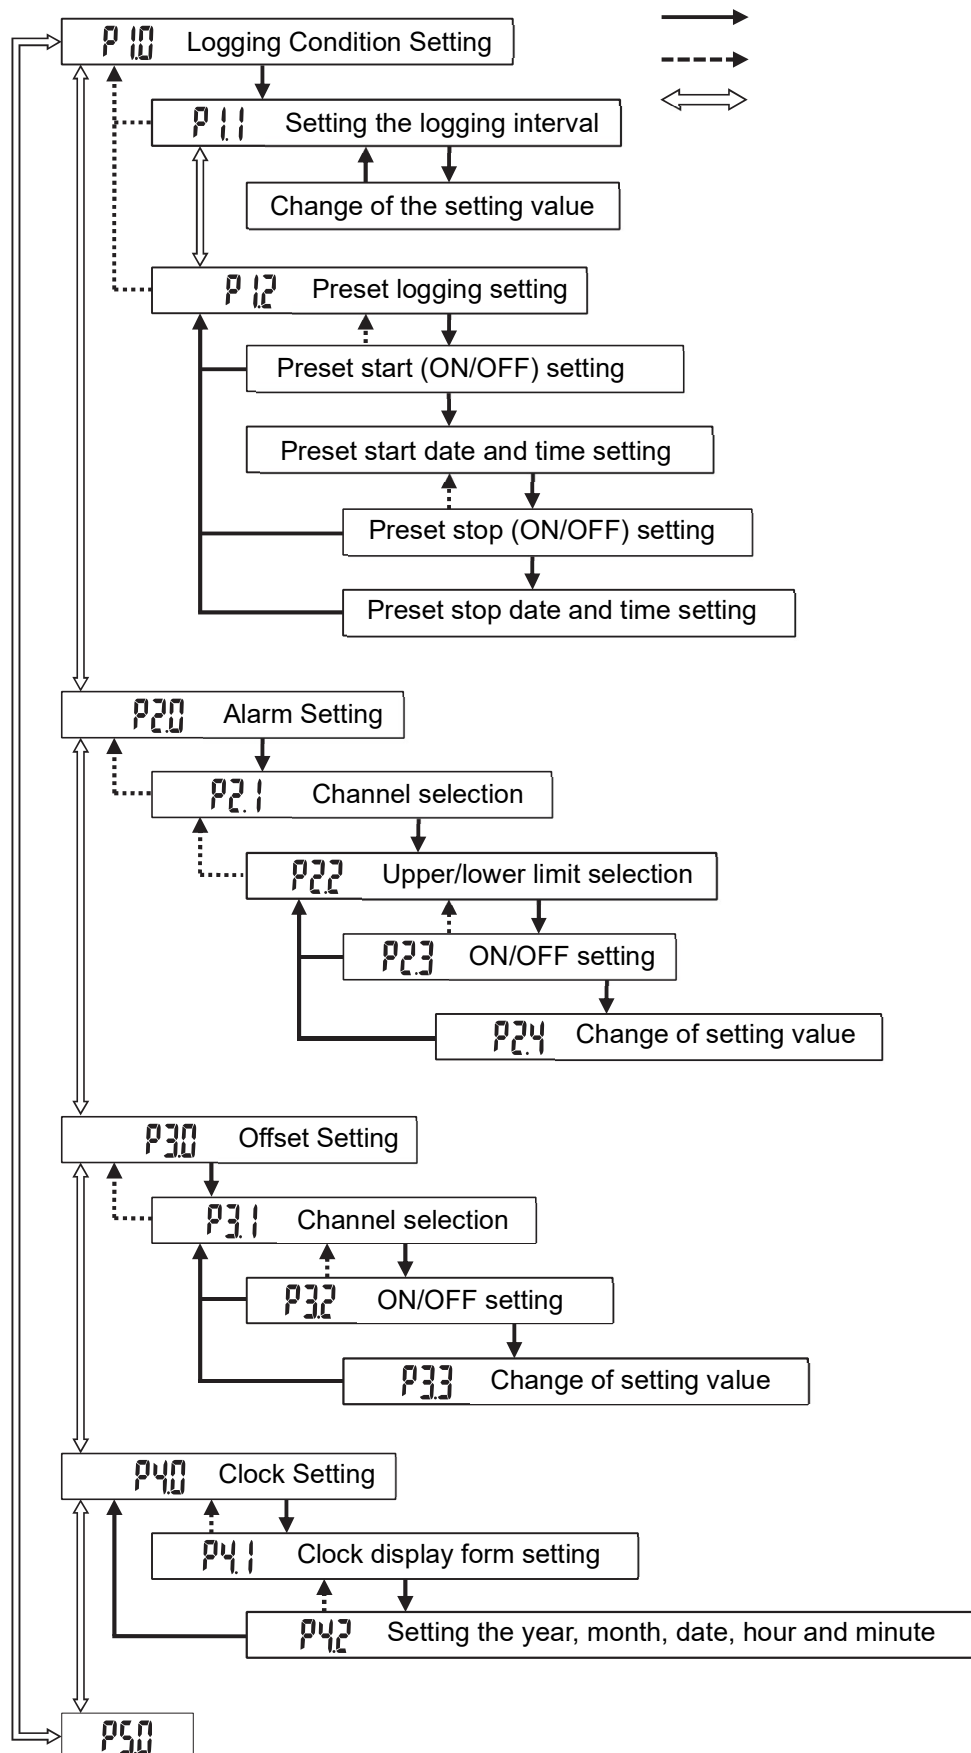 P1.0 Logging Condition Setting
P1.1 Setting the logging interval
Change of the setting value
P1.2 Preset logging setting
Preset start (ON/OFF) setting
Preset start date and time setting
Preset stop (ON/OFF) setting
Preset stop date and time setting
P2.0 Alarm Setting
P2.1 Channel selection
P2.2 Upper/lower limit selection
P2.3 ON/OFF setting
P2.4 Change of setting value
P3.0 Offset Setting
P3.1 Channel selection
P3.2 ON/OFF setting
P3.3 Change of setting value
P4.0 Clock Setting
P4.1 Clock display form setting
P4.2 Setting the year, month, date, hour and minute
P5.0